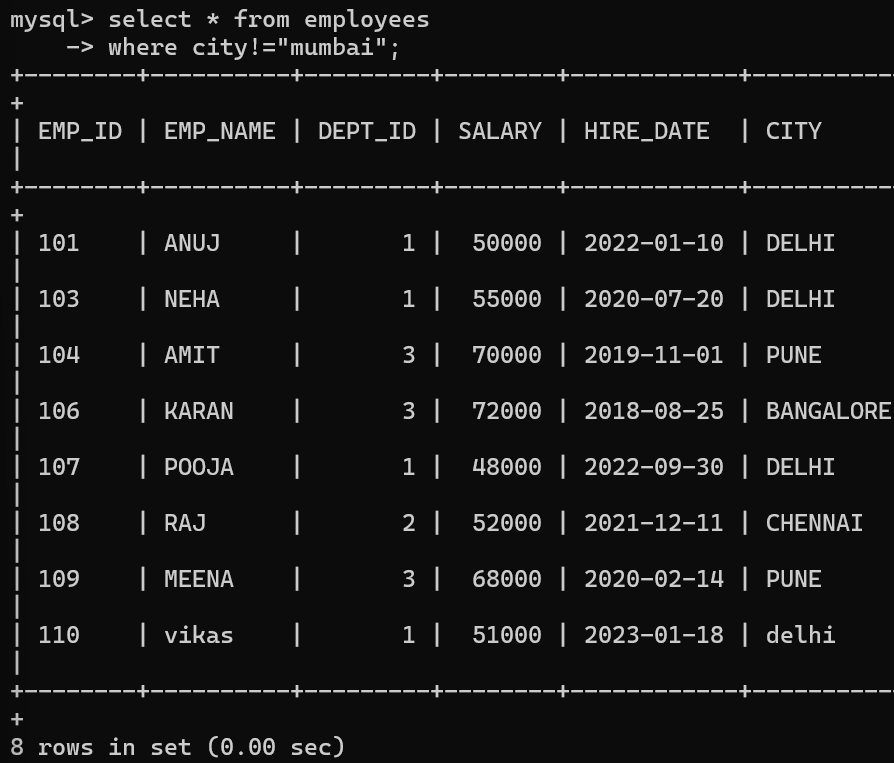 mysql> select * from employees
    -> where city!="mumbai";
+--------+----------+---------+--------+------------+----------
+
| EMP_ID | EMP_NAME | DEPT_ID | SALARY | HIRE_DATE  | CITY
|
+--------+----------+---------+--------+------------+----------
+
| 101    | ANUJ     |       1 |  50000 | 2022-01-10 | DELHI
|
| 103    | NEHA     |       1 |  55000 | 2020-07-20 | DELHI
|
| 104    | AMIT     |       3 |  70000 | 2019-11-01 | PUNE
|
| 106    | KARAN    |       3 |  72000 | 2018-08-25 | BANGALORE
|
| 107    | POOJA    |       1 |  48000 | 2022-09-30 | DELHI
|
| 108    | RAJ      |       2 |  52000 | 2021-12-11 | CHENNAI
|
| 109    | MEENA    |       3 |  68000 | 2020-02-14 | PUNE
|
| 110    | vikas    |       1 |  51000 | 2023-01-18 | delhi
|
+--------+----------+---------+--------+------------+----------
+
8 rows in set (0.00 sec)